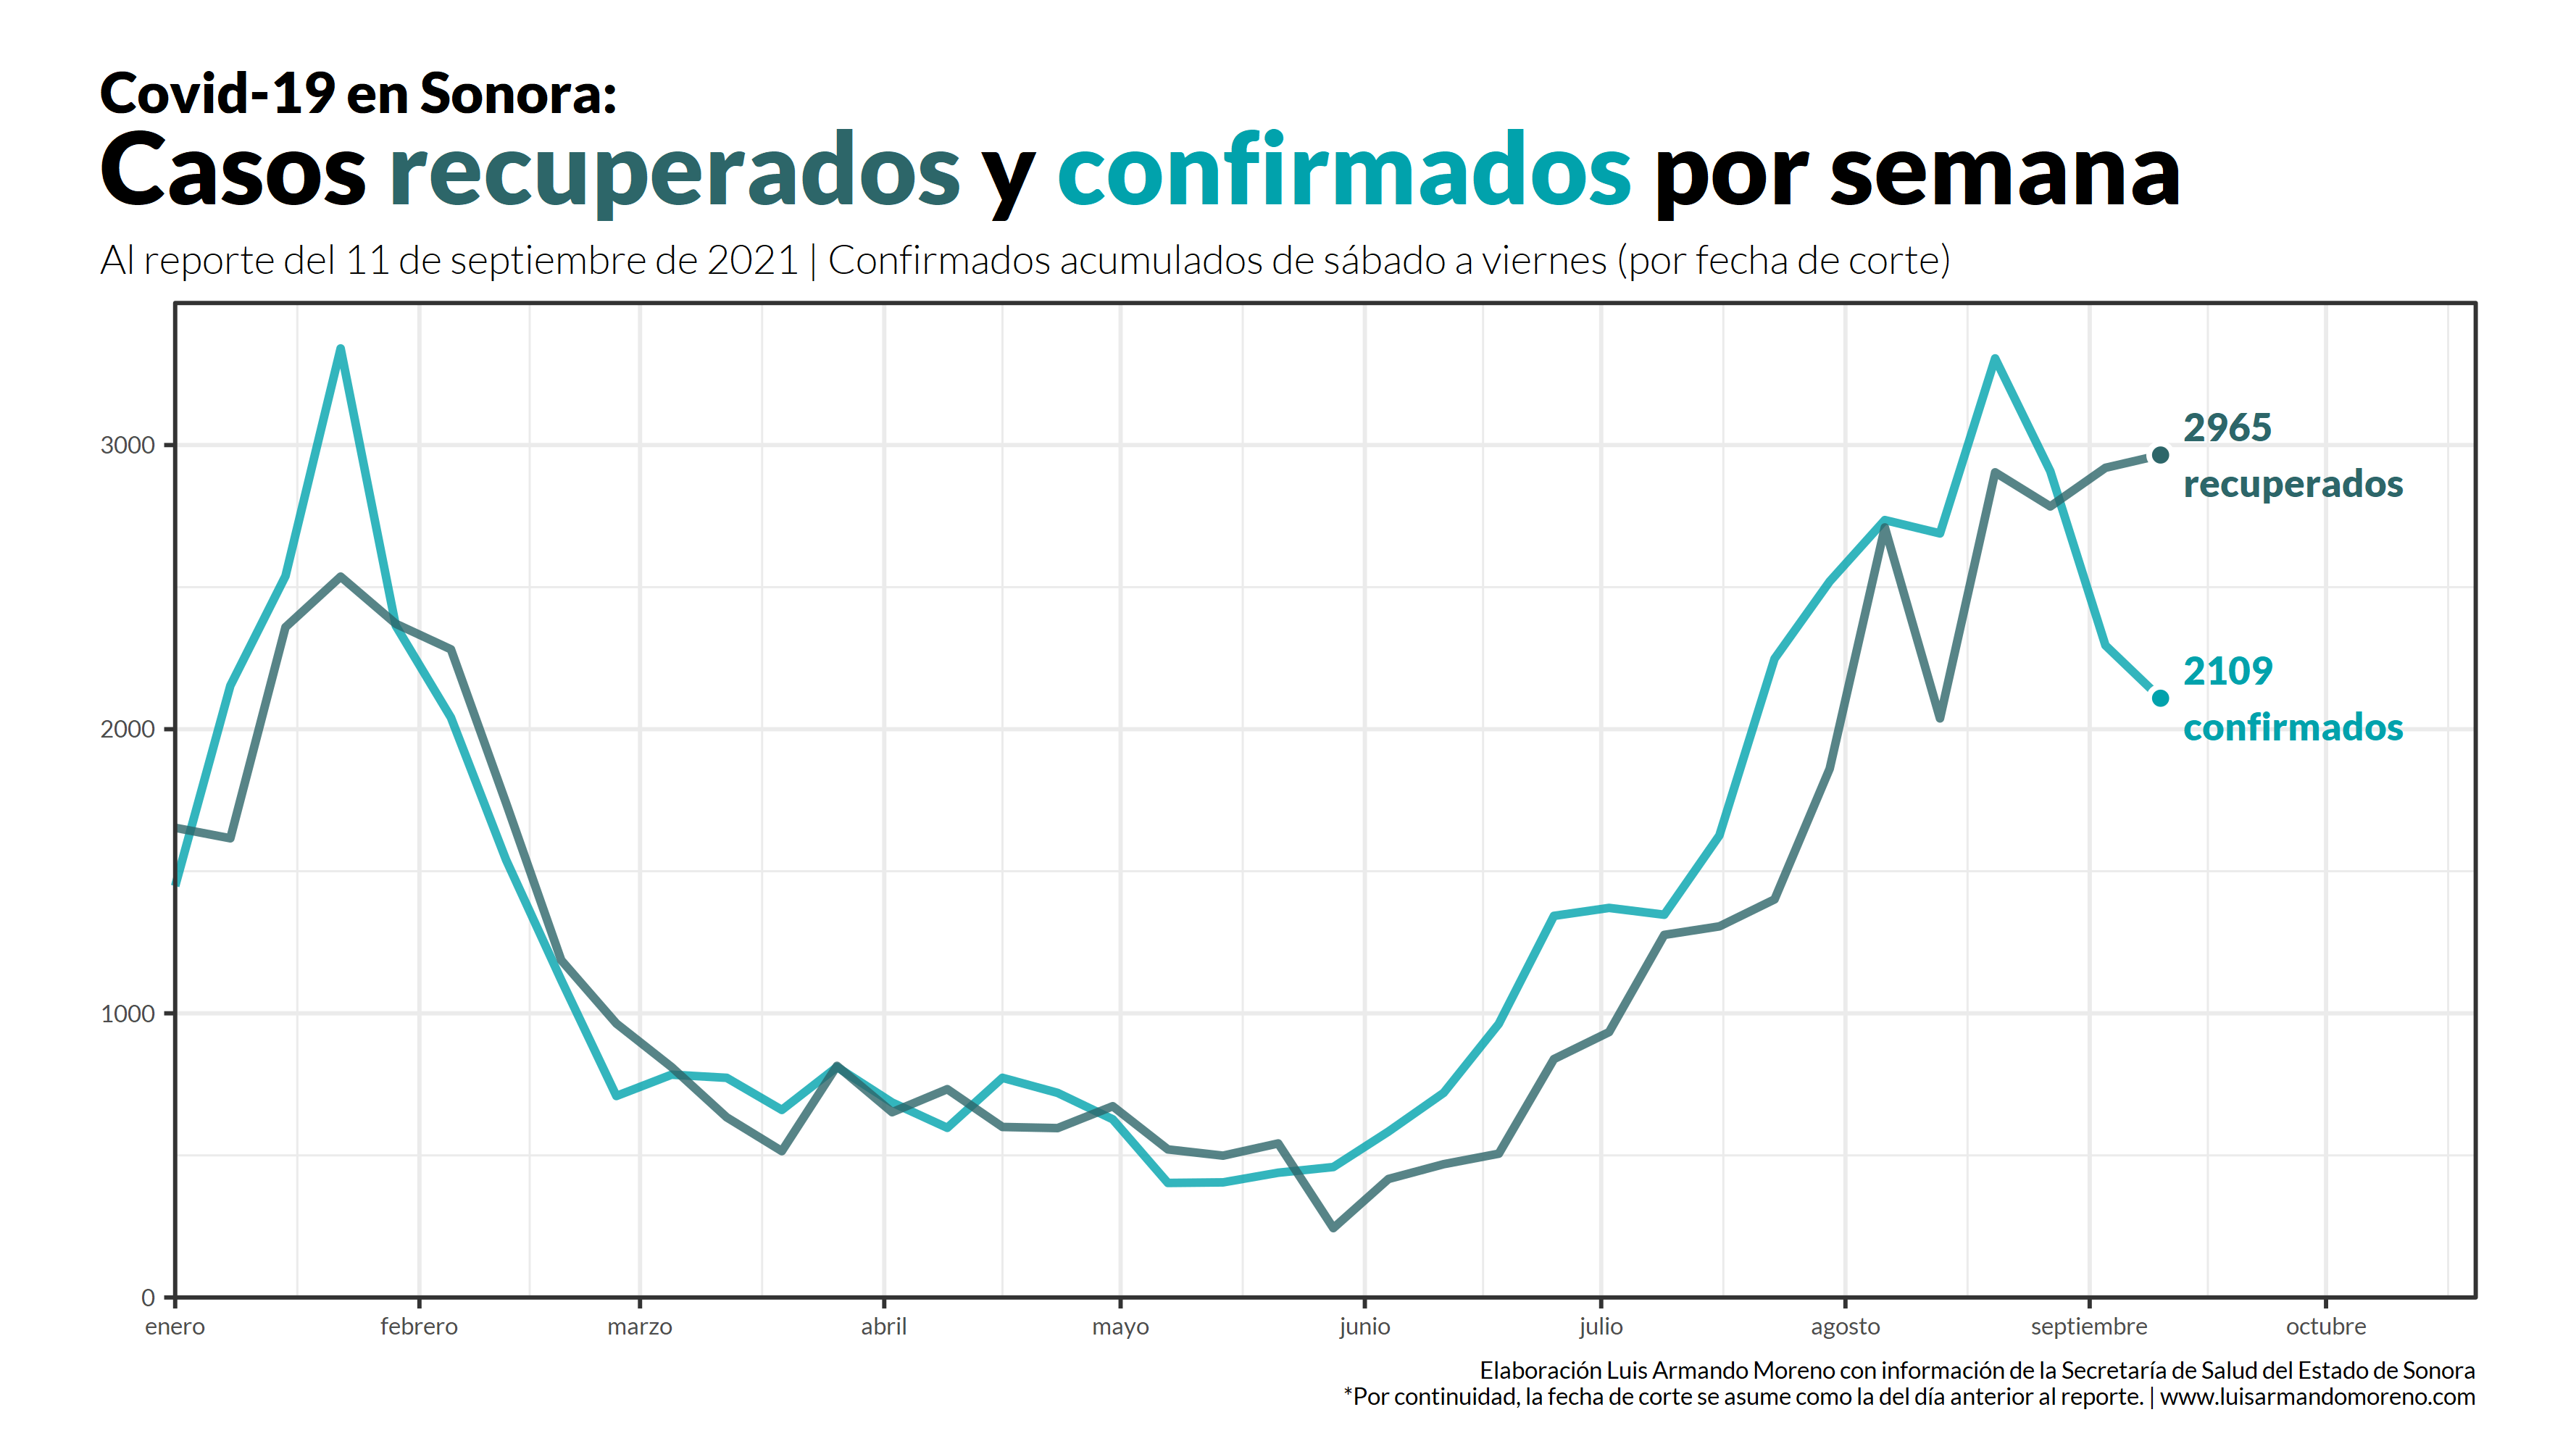 Covid-19 en Sonora:
Casos recuperados y confirmados por semana
Al reporte del 11 de septiembre de 2021 | Confirmados acumulados de sábado a viernes (por fecha de corte)
3000
2000
1000
0
2965
recuperados
2109
confirmados
enero febrero marzo abril mayo junio julio agosto septiembre octubre
Elaboración Luis Armando Moreno con información de la Secretaría de Salud del Estado de Sonora
*Por continuidad, la fecha de corte se asume como la del día anterior al reporte. | www.luisarmandomoreno.com